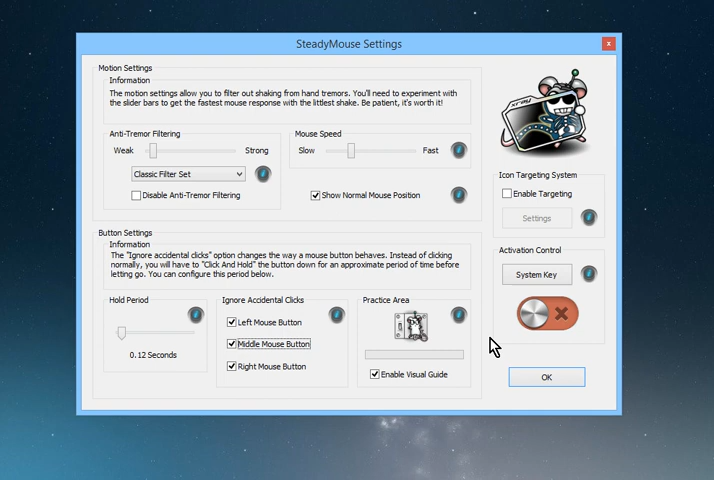 SteadyMouse Settings
Motion Settings
Information
The motion settings allow you to filter out shaking from hand tremors. You'll need to experiment with
the slider bars to get the fastest mouse response with the littlest shake. Be patient, it's worth it!
Anti-Tremor Filtering
Weak Strong
Classic Filter Set
Disable Anti-Tremor Filtering
Mouse Speed
Slow Fast
Show Normal Mouse Position
Icon Targeting System
Enable Targeting
Settings
Button Settings
Information
The "Ignore accidental clicks" option changes the way a mouse button behaves. Instead of clicking
normally, you will have to "Click And Hold" the button down for an approximate period of time before
letting go. You can configure this period below.
Hold Period
0.12 Seconds
Ignore Accidental Clicks
Left Mouse Button
Middle Mouse Button
Right Mouse Button
Practice Area
Enable Visual Guide
Activation Control
System Key
OK